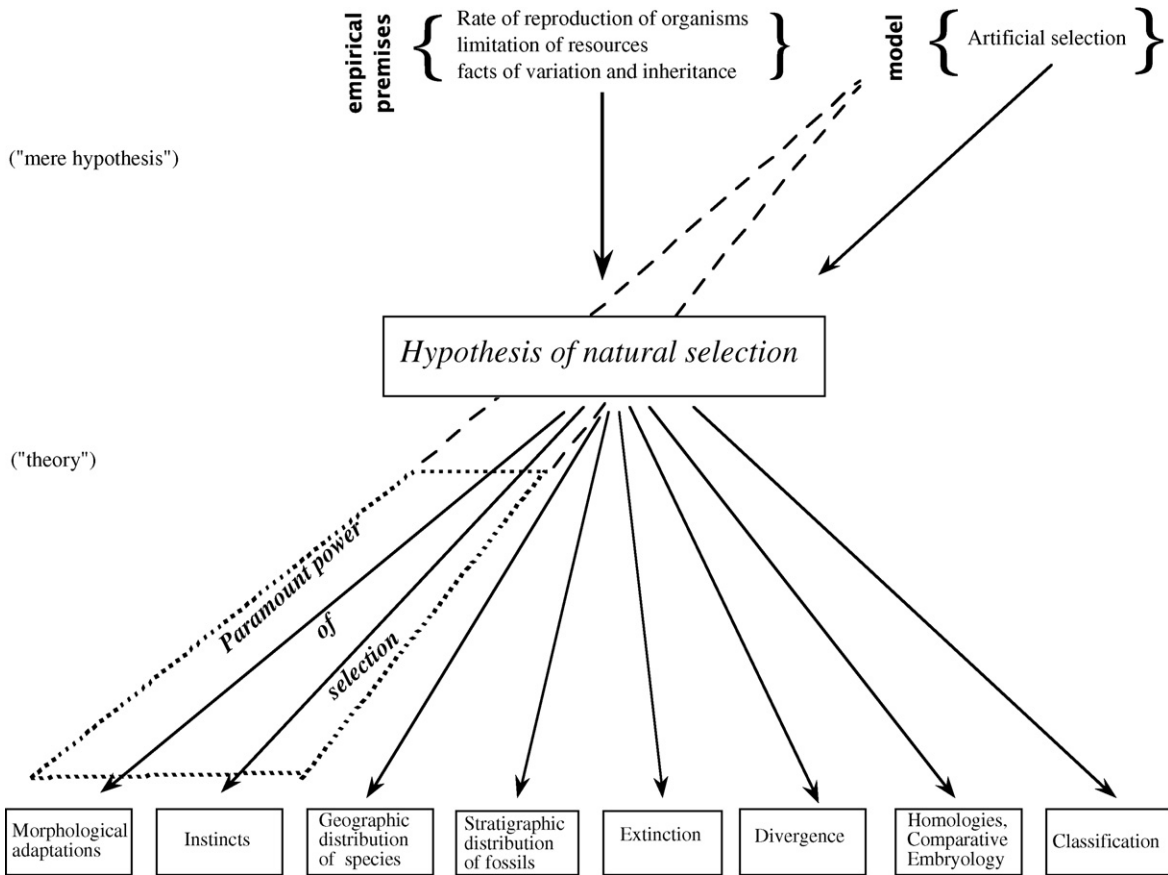 empirical
premises
{
Rate of reproduction of organisms
limitation of resources
facts of variation and inheritance
}
model
{
Artificial selection
}
("mere hypothesis")
Hypothesis of natural selection
("theory")
Paramount power
of
selection
Morphological
adaptations
Instincts
Geographic
distribution
of species
Stratigraphic
distribution
of fossils
Extinction
Divergence
Homologies,
Comparative
Embryology
Classification